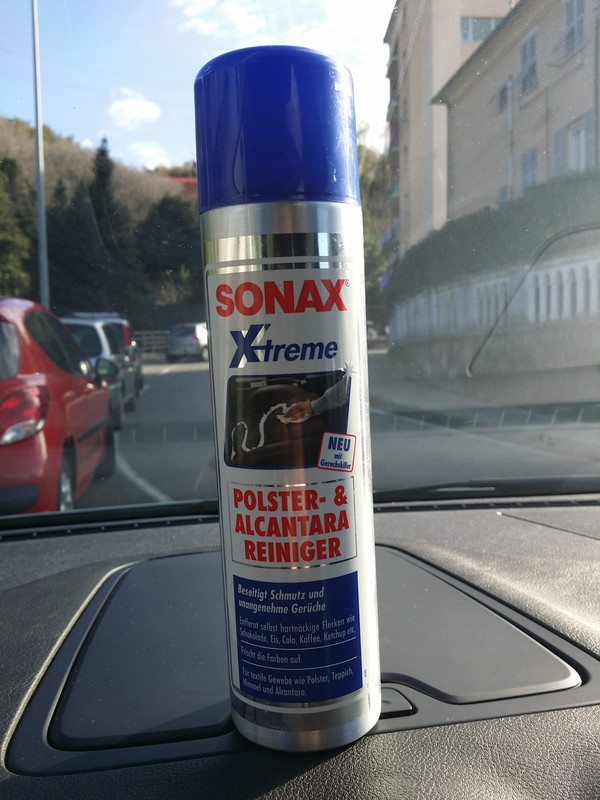 SONAX®
Xtreme
NEU
mit
Geruchskiller
POLSTER- &
ALCANTARA
REINIGER
Beseitigt Schmutz und
unangenehme Gerüche
Entfernt selbst hartnäckige Flecken wie
Schokolade, Eis, Cola, Kaffee, Ketchup etc.
Frischt die Farben auf.
Für textile Gewebe wie Polster, Teppich,
Himmel und Alcantara.